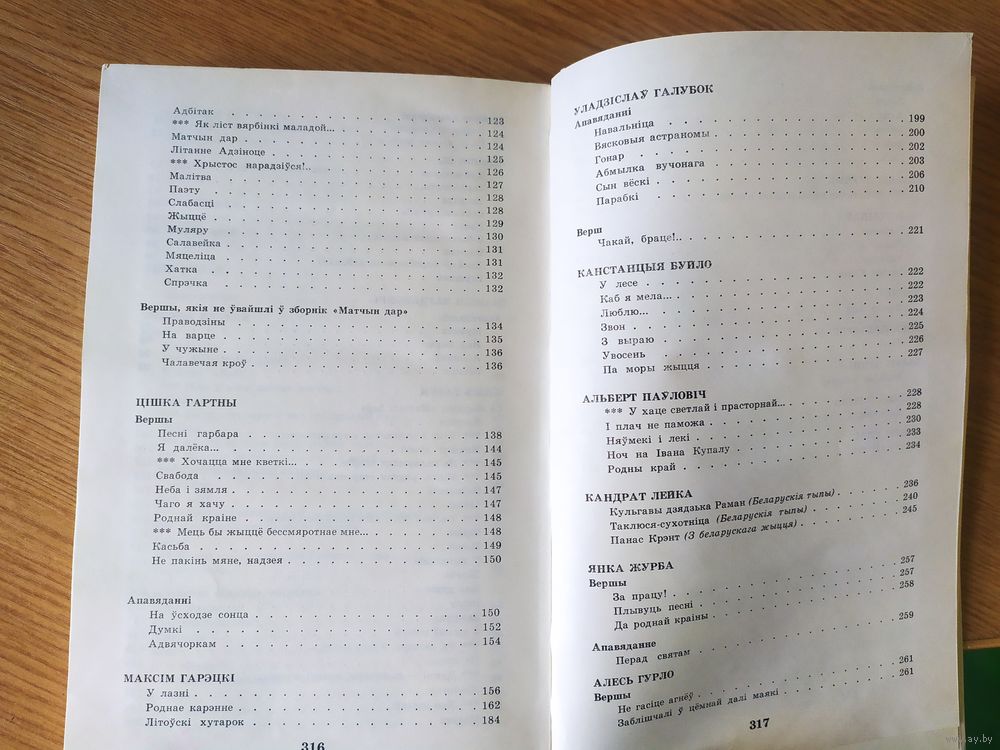 Адбітак . . . . . . . . . . . . 123
*** Як ліст вярбінкі маладой... . . . . . . . 124
Матчын дар . . . . . . . . . . . . 124
Літанне Адзіноце . . . . . . . . . . . 125
*** Хрыстос нарадзіўся!.. . . . . . . . . 126
Малітва . . . . . . . . . . . . 127
Паэту . . . . . . . . . . . . 128
Слабасці . . . . . . . . . . . . 128
Жыццё . . . . . . . . . . . . 129
Муляру . . . . . . . . . . . . 130
Салавейка . . . . . . . . . . . . 131
Мяцеліца . . . . . . . . . . . . 131
Хатка . . . . . . . . . . . . 132
Спрэчка . . . . . . . . . . . . 132
Вершы, якія не ўвайшлі ў зборнік «Матчын дар»
Праводзіны . . . . . . . . . . . . 134
На варце . . . . . . . . . . . . 135
У чужыне . . . . . . . . . . . . 136
Чалавечая кроў . . . . . . . . . . . 136
ЦІШКА ГАРТНЫ
Вершы
Песні гарбара . . . . . . . . . . . 138
Я далёка... . . . . . . . . . . . . 144
*** Хочацца мне кветкі... . . . . . . . . 145
Свабода . . . . . . . . . . . . 145
Неба і зямля . . . . . . . . . . . 147
Чаго я хачу . . . . . . . . . . . . 147
Роднай краіне . . . . . . . . . . . 148
*** Мець бы жыццё бессмяротнае мне... . . . . . 148
Касьба . . . . . . . . . . . . 149
Не пакінь мяне, надзея . . . . . . . . . 150
Апавяданні
На ўсходзе сонца . . . . . . . . . . . 150
Думкі . . . . . . . . . . . . 152
Адвячоркам . . . . . . . . . . . . 154
МАКСІМ ГАРЭЦКІ
У лазні . . . . . . . . . . . . 156
Роднае карэнне . . . . . . . . . . . 162
Літоўскі хутарок . . . . . . . . . . . 184
316
УЛАДЗІСЛАЎ ГАЛУБОК
Апавяданні
Навальніца . . . . . . . . . . . . 199
Вясковыя астраномы . . . . . . . . . . 200
Гонар . . . . . . . . . . . . 202
Абмылка вучонага . . . . . . . . . . 203
Сын вёскі . . . . . . . . . . . . 206
Парабкі . . . . . . . . . . . . 210
Верш
Чакай, браце!.. . . . . . . . . . . 221
КАНСТАНЦЫЯ БУЙЛО
У лесе . . . . . . . . . . . . 222
Каб я мела... . . . . . . . . . . . 222
Люблю... . . . . . . . . . . . . 223
Звон . . . . . . . . . . . . 224
З выраю . . . . . . . . . . . . 225
Увосень . . . . . . . . . . . . 226
Па моры жыцця . . . . . . . . . . . 227
АЛЬБЕРТ ПАЎЛОВІЧ
*** У хаце светлай і прасторнай... . . . . . . 228
І плач не паможа . . . . . . . . . . 228
Няўмекі і лекі . . . . . . . . . . . 230
Ноч на Івана Купалу . . . . . . . . . . 233
Родны край . . . . . . . . . . . . 234
КАНДРАТ ЛЕЙКА
Кульгавы дзядзька Раман (Беларускія тыпы) . . . . 236
Таклюся-сухотніца (Беларускія тыпы) . . . . . . 240
Панас Крэнт (З беларускага жыцця) . . . . . . 245
ЯНКА ЖУРБА
Вершы
За працу! . . . . . . . . . . . . 257
Плывуць песні . . . . . . . . . . . 257
Да роднай краіны . . . . . . . . . . 258
Апавяданне
Перад святам . . . . . . . . . . . 259
АЛЕСЬ ГУРЛО
Вершы
Не гасіце агнёў . . . . . . . . . . . 261
Заблішчалі ў цёмнай далі маякі . . . . . . . 261
317
www.ay.by